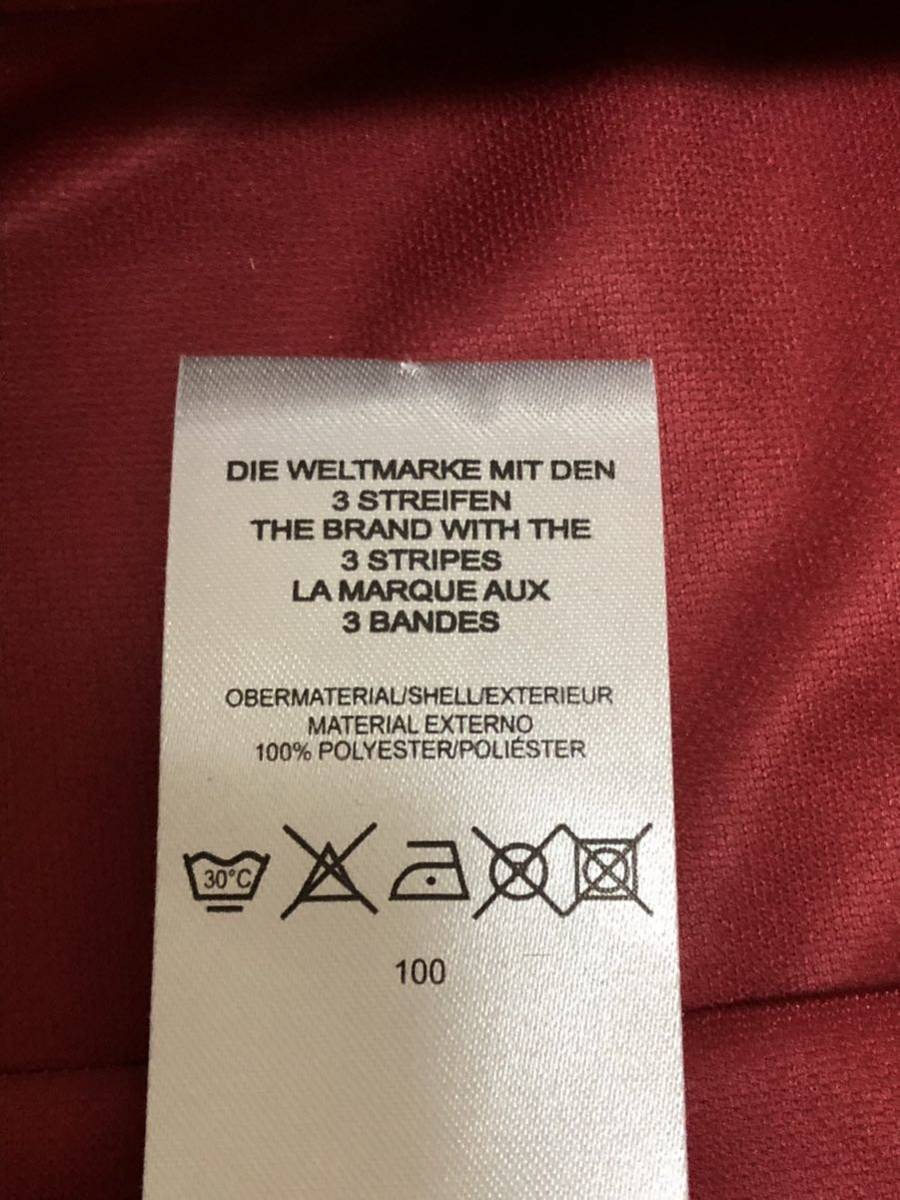 DIE WELTMARKE MIT DEN
3 STREIFEN
THE BRAND WITH THE
3 STRIPES
LA MARQUE AUX
3 BANDES
OBERMATERIAL/SHELL/EXTERIEUR
MATERIAL EXTERNO
100% POLYESTER/POLIÉSTER
30°C
100